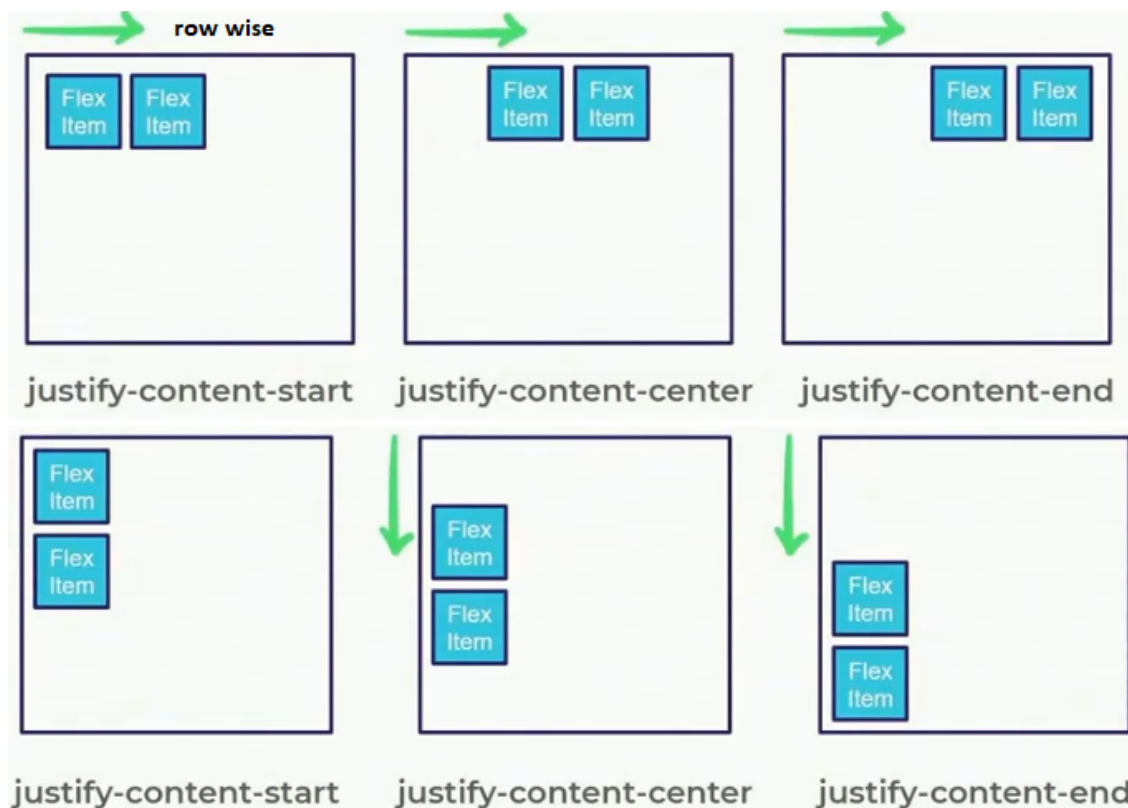 row wise
Flex Item
Flex Item
Flex Item
Flex Item
Flex Item
Flex Item
justify-content-start
justify-content-center
justify-content-end
Flex
Item
Flex
Item
Flex
Item
Flex
Item
Flex
Item
Flex
Item
justify-content-start
justify-content-center
justify-content-end